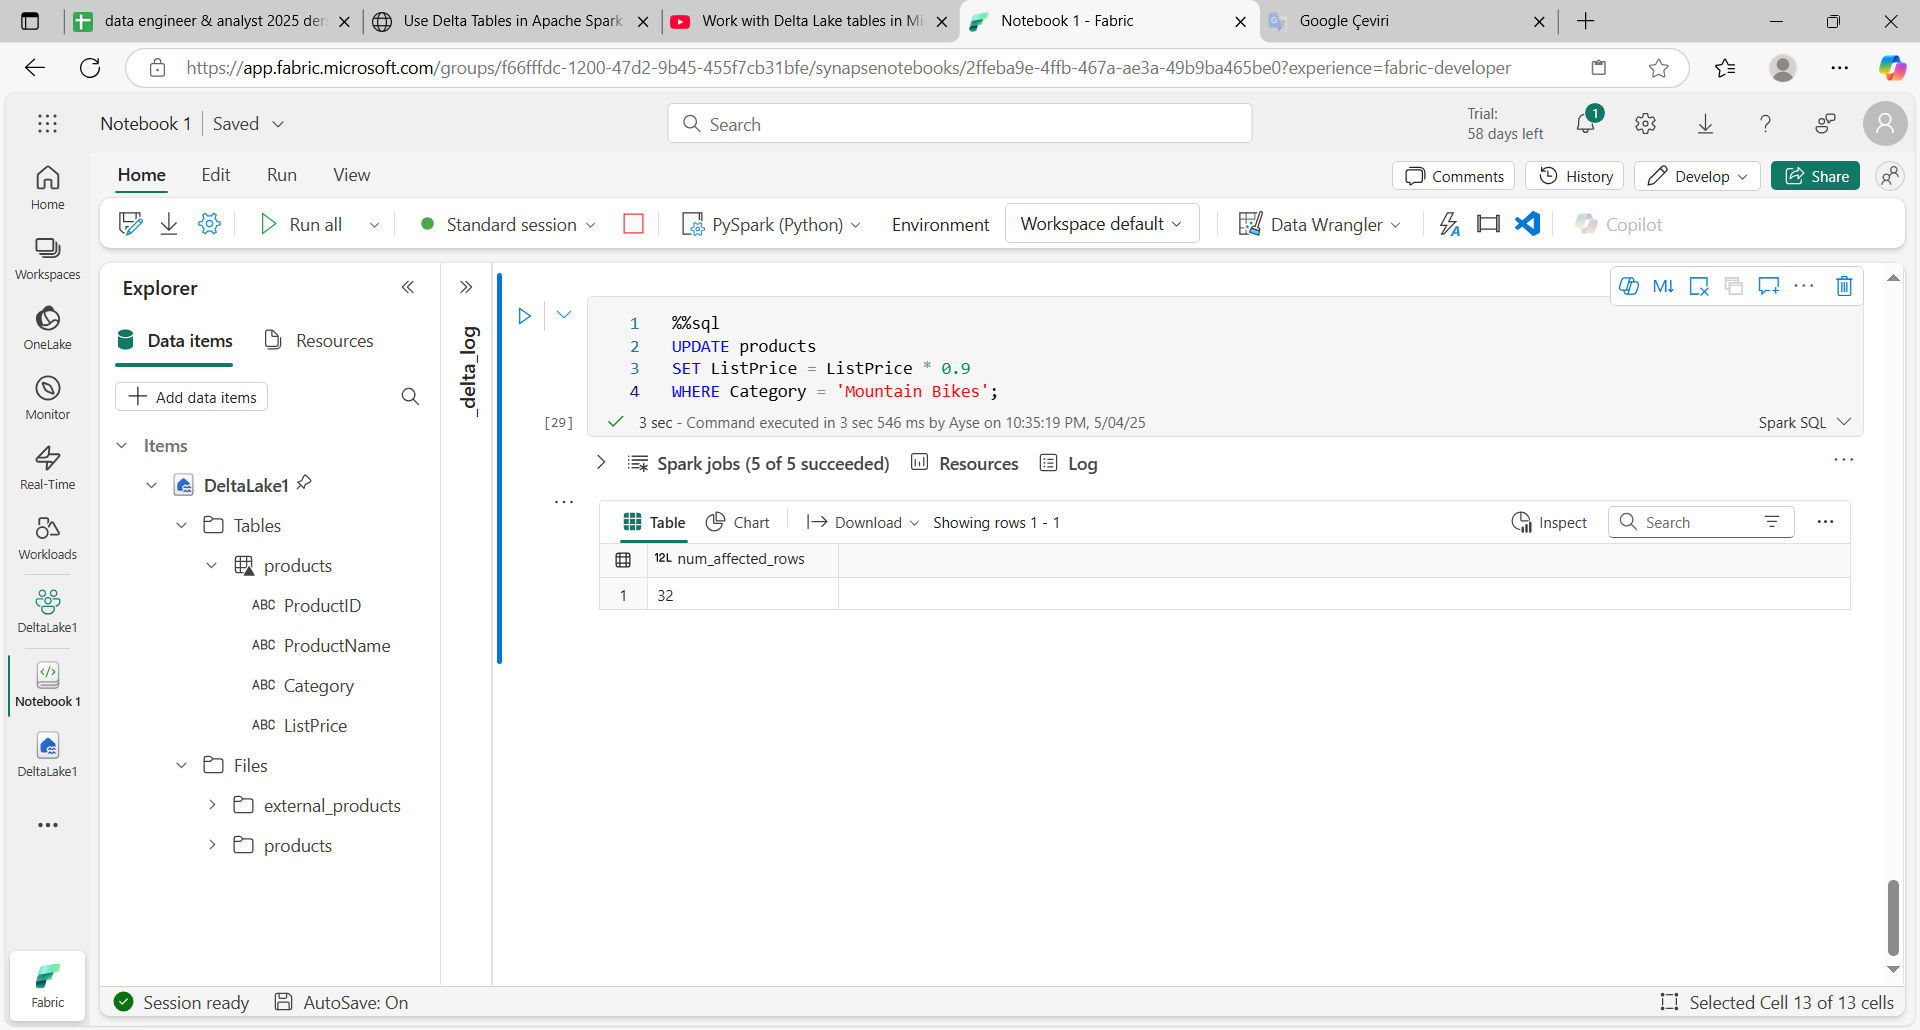 data engineer & analyst 2025 der
Use Delta Tables in Apache Spark
Work with Delta Lake tables in Mi
Notebook 1 - Fabric
Google Çeviri
https://app.fabric.microsoft.com/groups/f66fffdc-1200-47d2-9b45-455f7cb31bfe/synapsenotebooks/2ffeba9e-4ffb-467a-ae3a-49b9ba465be0?experience=fabric-developer
Notebook 1
Saved
Search
Trial:
58 days left
1
Home
Edit
Run
View
Comments
History
Develop
Share
Run all
Standard session
PySpark (Python)
Environment
Workspace default
Data Wrangler
Copilot
Home
Workspaces
OneLake
Monitor
Real-Time
Workloads
DeltaLake1
Notebook 1
DeltaLake1
Fabric
Explorer
Data items
Resources
Add data items
Items
DeltaLake1
Tables
products
ABC ProductID
ABC ProductName
ABC Category
ABC ListPrice
Files
external_products
products
_delta_log
M↓
1 %%sql
2 UPDATE products
3 SET ListPrice = ListPrice * 0.9
4 WHERE Category = 'Mountain Bikes';
[29]
3 sec - Command executed in 3 sec 546 ms by Ayse on 10:35:19 PM, 5/04/25
Spark SQL
Spark jobs (5 of 5 succeeded)
Resources
Log
Table
Chart
Download
Showing rows 1 - 1
Inspect
Search
12L num_affected_rows
1 32
Session ready
AutoSave: On
Selected Cell 13 of 13 cells